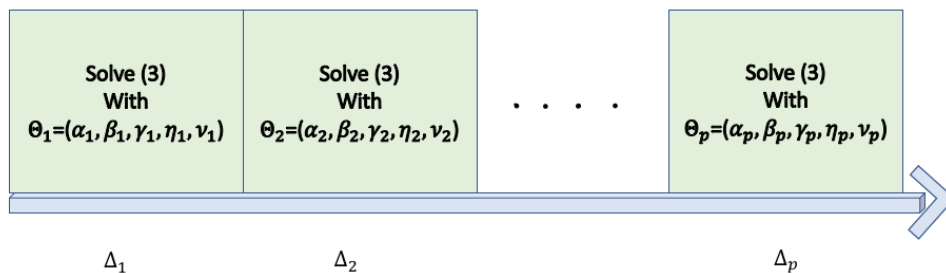 Solve (3)
With
Θ₁=(α₁, β₁, γ₁, η₁, ν₁)
Solve (3)
With
Θ₂=(α₂, β₂, γ₂, η₂, ν₂)
. . . .
Solve (3)
With
Θₚ=(αₚ, βₚ, γₚ, ηₚ, νₚ)
Δ₁
Δ₂
Δₚ